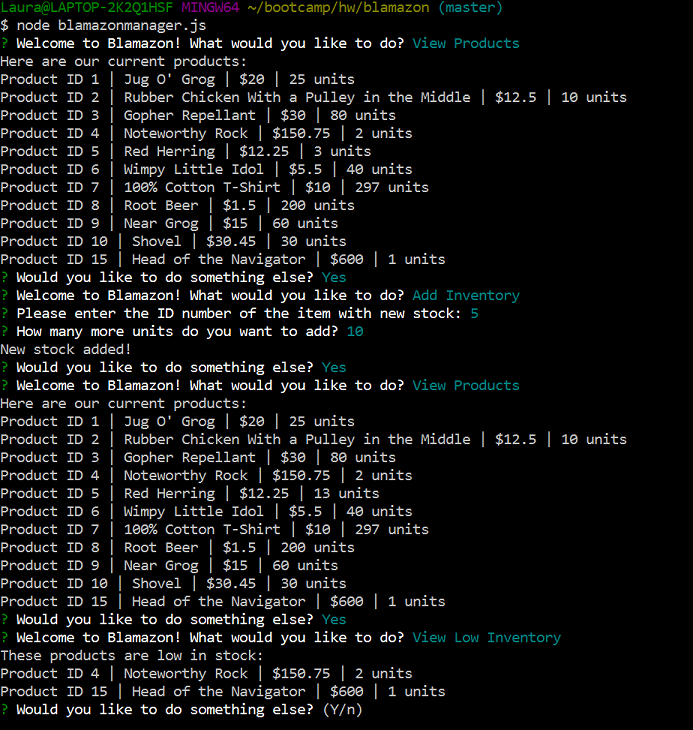 Laura@LAPTOP-2K2Q1HSF MINGW64 ~/bootcamp/hw/blamazon (master)
$ node blamazonmanager.js
? Welcome to Blamazon! What would you like to do? View Products
Here are our current products:
Product ID 1 | Jug O' Grog | $20 | 25 units
Product ID 2 | Rubber Chicken With a Pulley in the Middle | $12.5 | 10 units
Product ID 3 | Gopher Repellant | $30 | 80 units
Product ID 4 | Noteworthy Rock | $150.75 | 2 units
Product ID 5 | Red Herring | $12.25 | 3 units
Product ID 6 | Wimpy Little Idol | $5.5 | 40 units
Product ID 7 | 100% Cotton T-Shirt | $10 | 297 units
Product ID 8 | Root Beer | $1.5 | 200 units
Product ID 9 | Near Grog | $15 | 60 units
Product ID 10 | Shovel | $30.45 | 30 units
Product ID 15 | Head of the Navigator | $600 | 1 units
? Would you like to do something else? Yes
? Welcome to Blamazon! What would you like to do? Add Inventory
? Please enter the ID number of the item with new stock: 5
? How many more units do you want to add? 10
New stock added!
? Would you like to do something else? Yes
? Welcome to Blamazon! What would you like to do? View Products
Here are our current products:
Product ID 1 | Jug O' Grog | $20 | 25 units
Product ID 2 | Rubber Chicken With a Pulley in the Middle | $12.5 | 10 units
Product ID 3 | Gopher Repellant | $30 | 80 units
Product ID 4 | Noteworthy Rock | $150.75 | 2 units
Product ID 5 | Red Herring | $12.25 | 13 units
Product ID 6 | Wimpy Little Idol | $5.5 | 40 units
Product ID 7 | 100% Cotton T-Shirt | $10 | 297 units
Product ID 8 | Root Beer | $1.5 | 200 units
Product ID 9 | Near Grog | $15 | 60 units
Product ID 10 | Shovel | $30.45 | 30 units
Product ID 15 | Head of the Navigator | $600 | 1 units
? Would you like to do something else? Yes
? Welcome to Blamazon! What would you like to do? View Low Inventory
These products are low in stock:
Product ID 4 | Noteworthy Rock | $150.75 | 2 units
Product ID 15 | Head of the Navigator | $600 | 1 units
? Would you like to do something else? (Y/n)